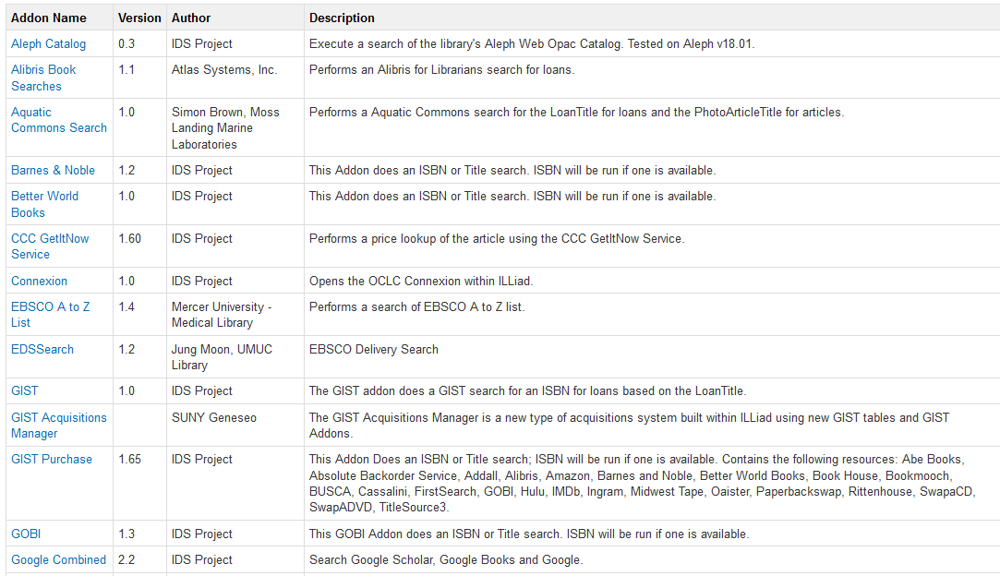 Addon Name Version Author Description
Aleph Catalog 0.3 IDS Project Execute a search of the library's Aleph Web Opac Catalog. Tested on Aleph v18.01.
Alibris Book 1.1 Atlas Systems, Inc. Performs an Alibris for Librarians search for loans.
Searches
Aquatic 1.0 Simon Brown, Moss Performs a Aquatic Commons search for the LoanTitle for loans and the PhotoArticleTitle for articles.
Commons Search Landing Marine
Laboratories
Barnes & Noble 1.2 IDS Project This Addon does an ISBN or Title search. ISBN will be run if one is available.
Better World 1.0 IDS Project This Addon does an ISBN or Title search. ISBN will be run if one is available.
Books
CCC GetItNow 1.60 IDS Project Performs a price lookup of the article using the CCC GetItNow Service.
Service
Connexion 1.0 IDS Project Opens the OCLC Connexion within ILLiad.
EBSCO A to Z 1.4 Mercer University - Performs a search of EBSCO A to Z list.
List Medical Library
EDSSearch 1.2 Jung Moon, UMUC EBSCO Delivery Search
Library
GIST 1.0 IDS Project The GIST addon does a GIST search for an ISBN for loans based on the LoanTitle.
GIST Acquisitions SUNY Geneseo The GIST Acquisitions Manager is a new type of acquisitions system built within ILLiad using new GIST tables and GIST
Manager Addons.
GIST Purchase 1.65 IDS Project This Addon Does an ISBN or Title search; ISBN will be run if one is available. Contains the following resources: Abe Books,
Absolute Backorder Service, Addall, Alibris, Amazon, Barnes and Noble, Better World Books, Book House, Bookmooch,
BUSCA, Cassalini, FirstSearch, GOBI, Hulu, IMDb, Ingram, Midwest Tape, Oaister, Paperbackswap, Rittenhouse, SwapaCD,
SwapADVD, TitleSource3.
GOBI 1.3 IDS Project This GOBI Addon does an ISBN or Title search. ISBN will be run if one is available.
Google Combined 2.2 IDS Project Search Google Scholar, Google Books and Google.